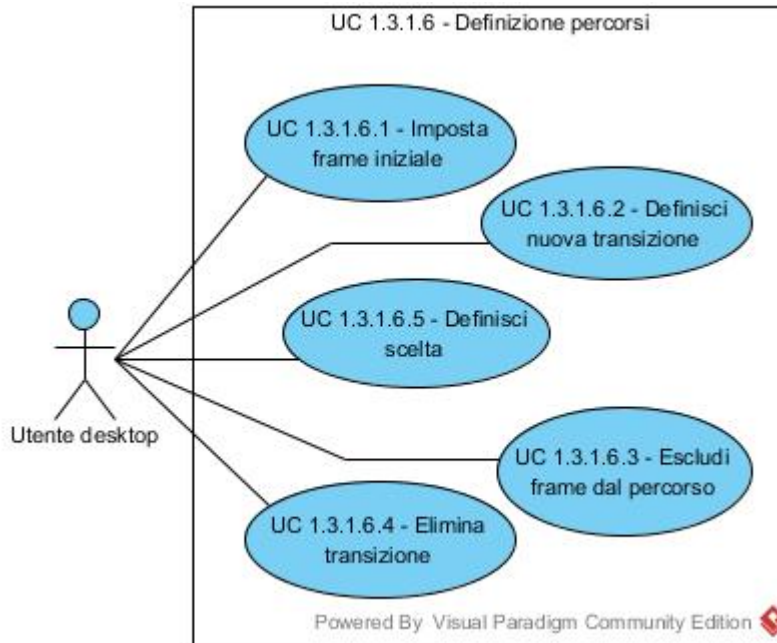 UC 1.3.1.6 - Definizione percorsi
UC 1.3.1.6.1 - Imposta
frame iniziale
UC 1.3.1.6.2 - Definisci
nuova transizione
UC 1.3.1.6.5 - Definisci
scelta
Utente desktop
UC 1.3.1.6.3 - Escludi
frame dal percorso
UC 1.3.1.6.4 - Elimina
transizione
Powered By Visual Paradigm Community Edition